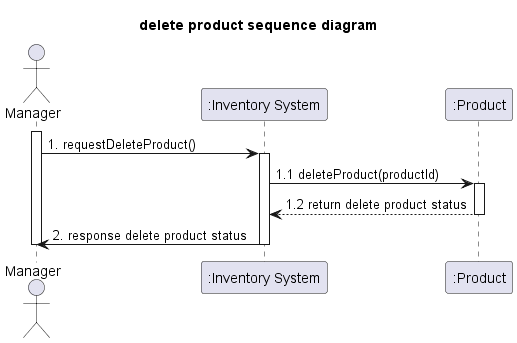 delete product sequence diagram
Manager
:Inventory System
:Product
1. requestDeleteProduct()
1.1 deleteProduct(productId)
1.2 return delete product status
2. response delete product status
Manager
:Inventory System
:Product